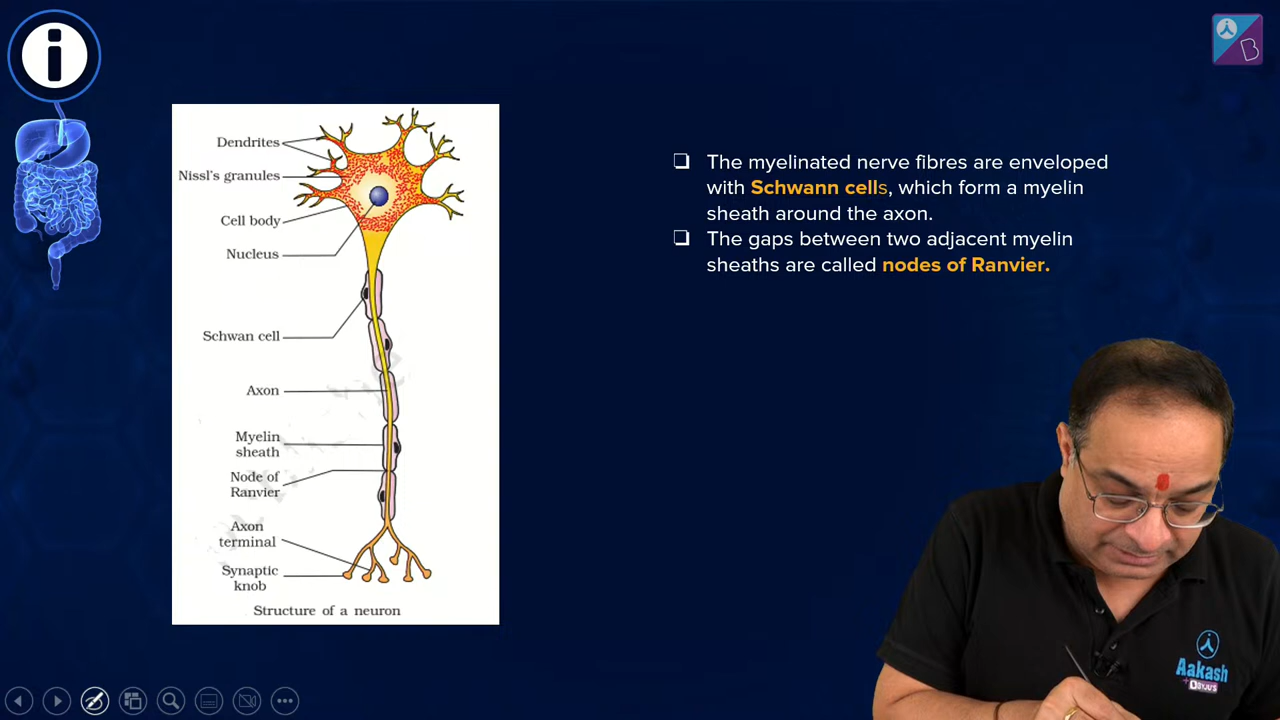 Dendrites
Nissl's granules
Cell body
Nucleus
Schwan cell
Axon
Myelin
sheath
Node of
Ranvier
Axon
terminal
Synaptic
knob
Structure of a neuron
❑ The myelinated nerve fibres are enveloped
with Schwann cells, which form a myelin
sheath around the axon.
❑ The gaps between two adjacent myelin
sheaths are called nodes of Ranvier.
Aakash
BYJU'S